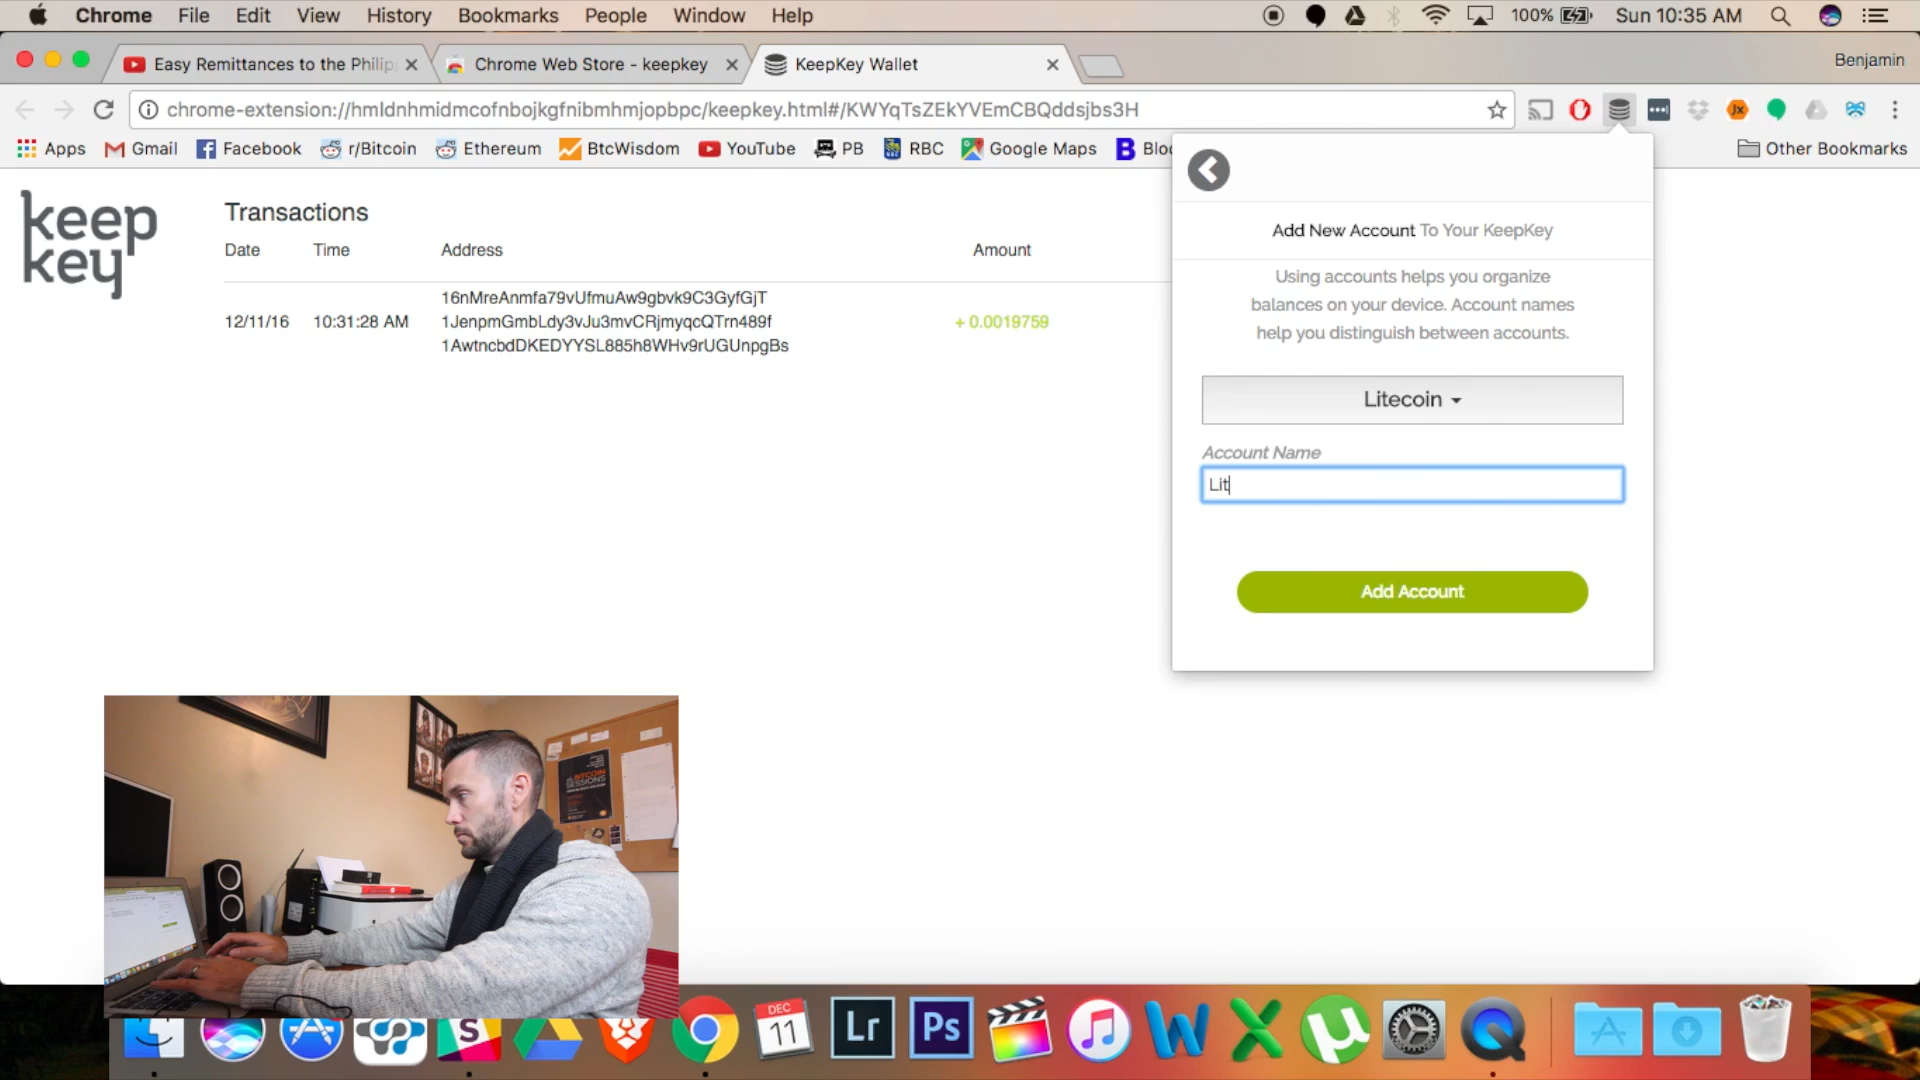 Chrome File Edit View History Bookmarks People Window Help 100% Sun 10:35 AM
Easy Remittances to the Philip Chrome Web Store - keepkey KeepKey Wallet Benjamin
chrome-extension://hmldnhmidmcofnbojkgfnibmhmjopbpc/keepkey.html#/KWYqTsZEkYVEmCBQddsjbs3H
Apps Gmail Facebook r/Bitcoin Ethereum BtcWisdom YouTube PB RBC Google Maps Bloc Other Bookmarks
keep
key
Transactions
Date Time Address Amount
16nMreAnmfa79vUfmuAw9gbvk9C3GyfGjT
12/11/16 10:31:28 AM 1JenpmGmbLdy3vJu3mvCRjmyqcQTrn489f + 0.0019759
1AwtncbdDKEDYYSL885h8WHv9rUGUnpgBs
Add New Account To Your KeepKey
Using accounts helps you organize
balances on your device. Account names
help you distinguish between accounts.
Litecoin
Account Name
Lit
Add Account
BITCOIN
SESSIONS
DEC
11
Lr
Ps